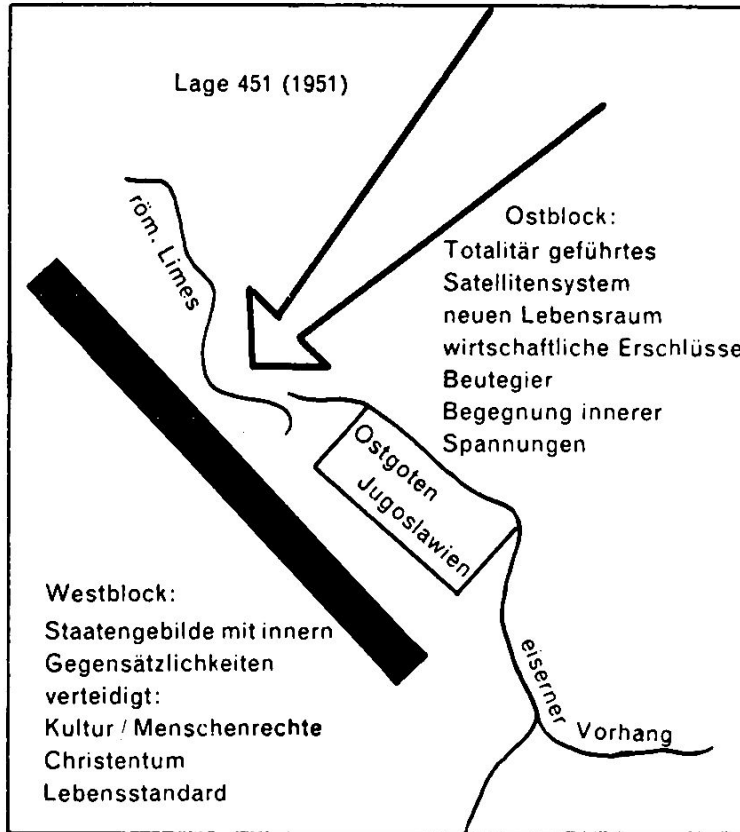 Lage 451 (1951)
röm. Limes
Ostblock:
Totalitär geführtes
Satellitensystem
neuen Lebensraum
wirtschaftliche Erschlüsse
Beutegier
Begegnung innerer
Spannungen
Ostgoten
Jugoslawien
Westblock:
Staatengebilde mit innern
Gegensätzlichkeiten
verteidigt:
Kultur / Menschenrechte
Christentum
Lebensstandard
eiserner
Vorhang